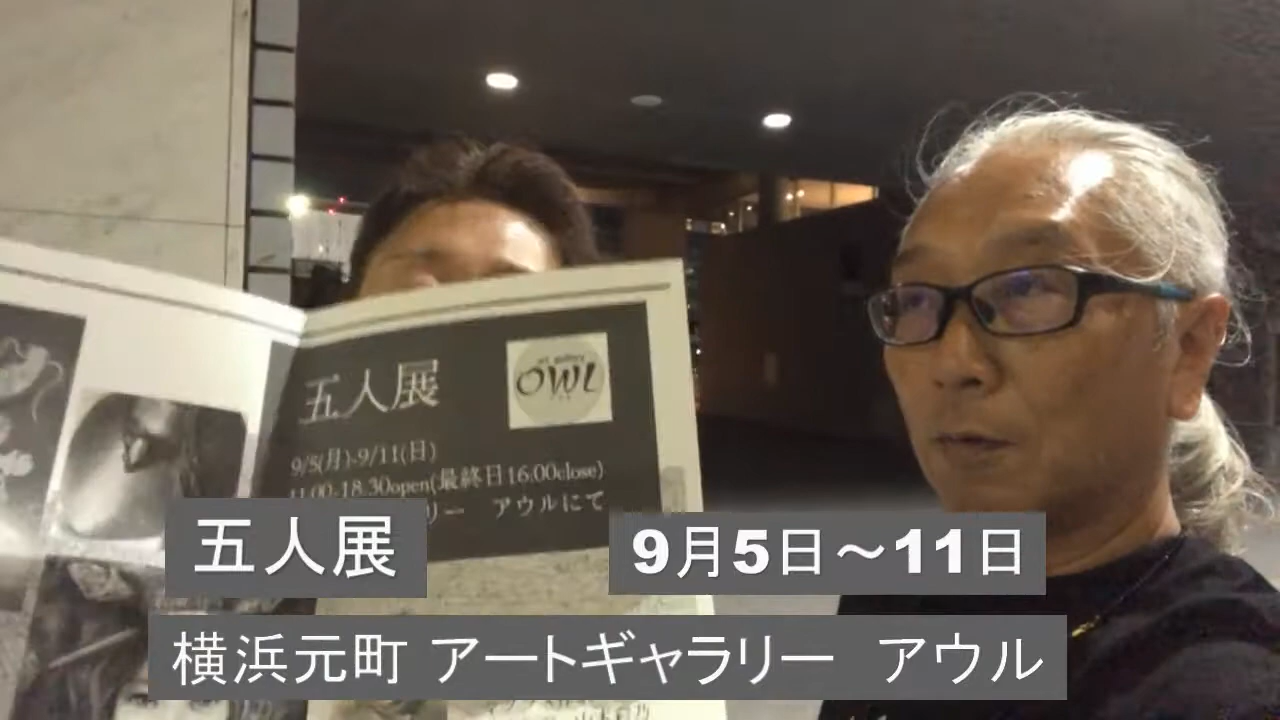 五人展
art gallery
OWL
9/5(月)-9/11(日)
11:00-18:30open(最終日16:00close)
リー　アウルにて
五人展
9月5日～11日
横浜元町 アートギャラリー　アウル